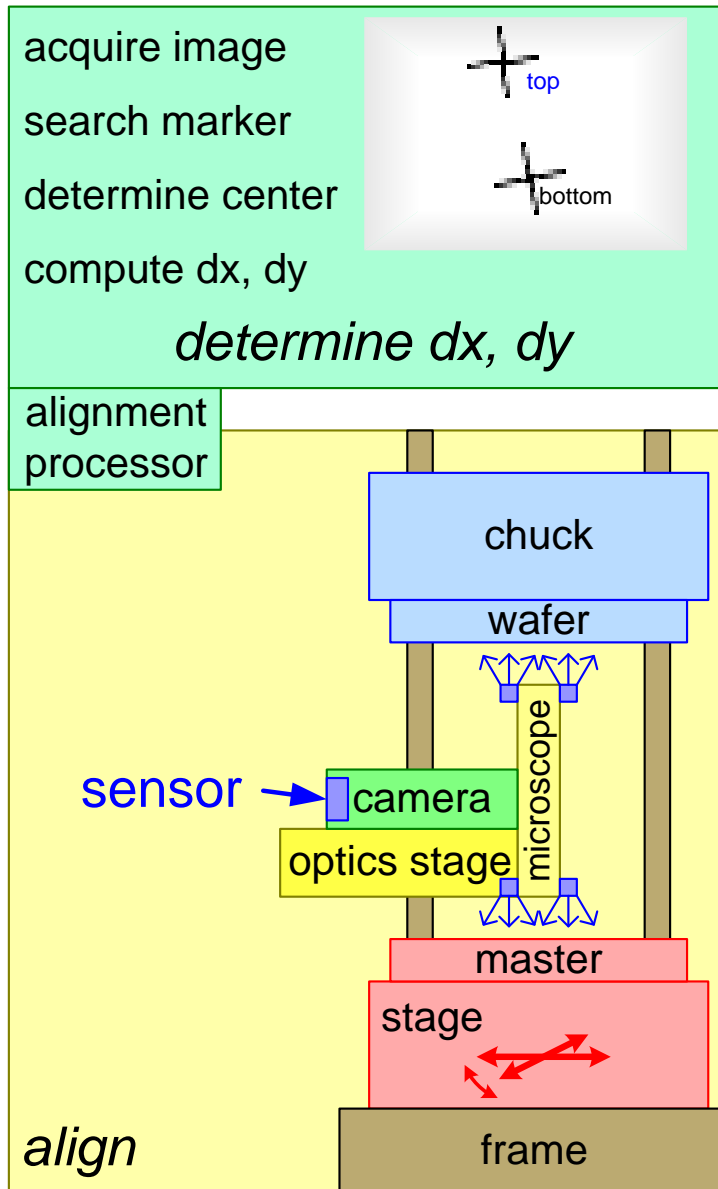 acquire image
search marker
determine center
compute dx, dy
top
bottom
determine dx, dy
alignment
processor
chuck
wafer
microscope
sensor
camera
optics stage
master
stage
align
frame